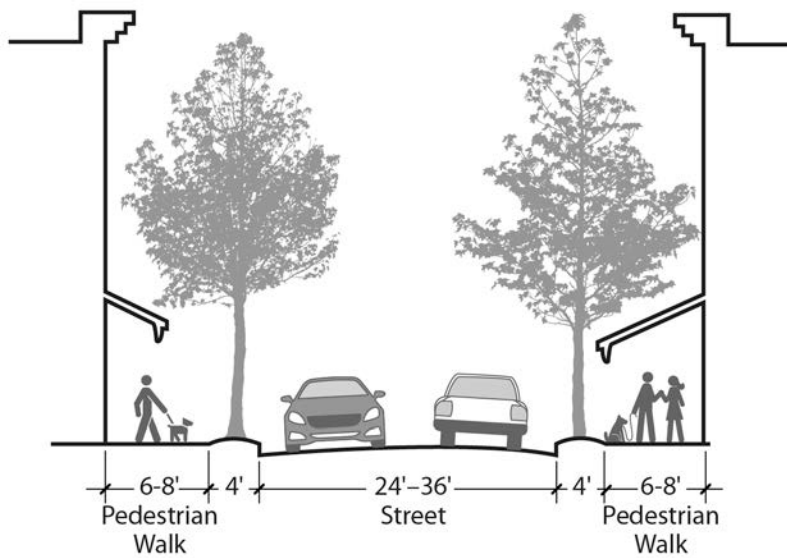 6-8' 4' 24'–36' 4' 6-8'
Pedestrian Street Pedestrian
Walk Walk